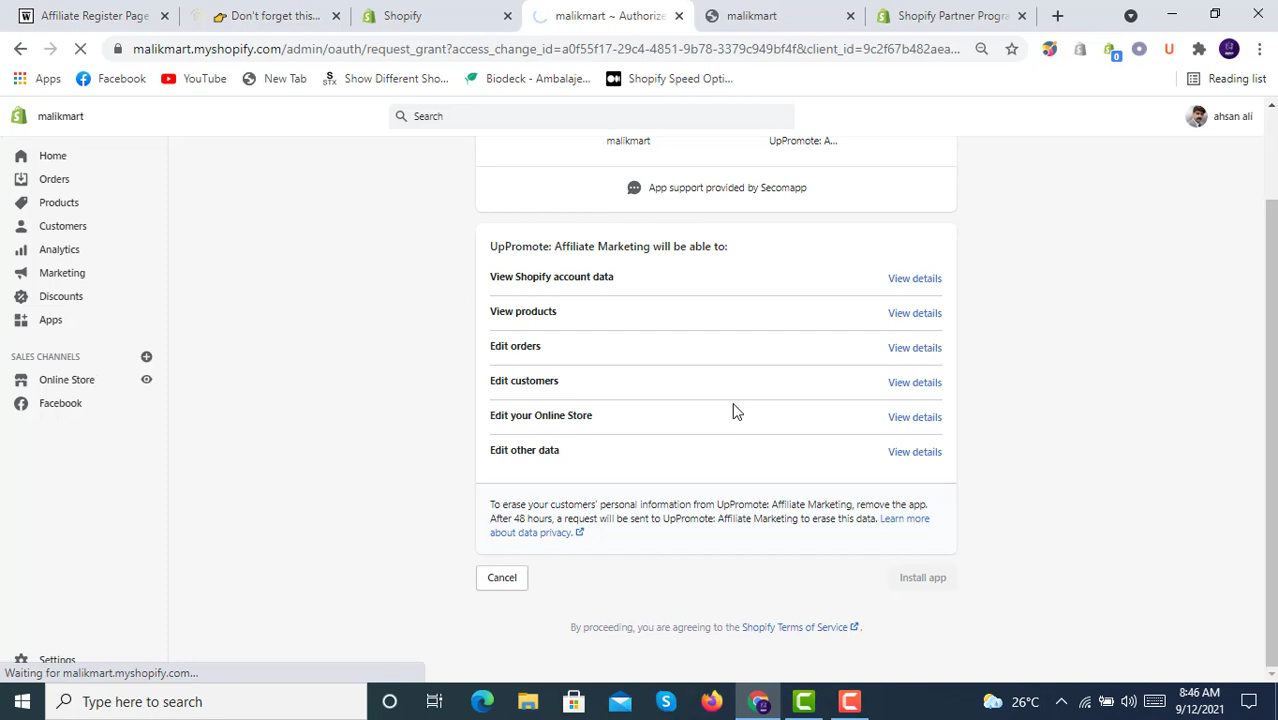 Affiliate Register Page
Don't forget this...
Shopify
malikmart ~ Authorize
malikmart
Shopify Partner Progra
malikmart.myshopify.com/admin/oauth/request_grant?access_change_id=a0f55f17-29c4-4851-9b78-3379c949bf4f&client_id=9c2f67b482aea...
0
Apps
Facebook
YouTube
New Tab
STX
Show Different Sho...
Biodeck - Ambalaje...
Shopify Speed Opti...
Reading list
malikmart
Search
ahsan ali
Home
Orders
Products
Customers
Analytics
Marketing
Discounts
Apps
SALES CHANNELS
Online Store
Facebook
Settings
malikmart
UpPromote: A...
App support provided by Secomapp
UpPromote: Affiliate Marketing will be able to:
View Shopify account data
View details
View products
View details
Edit orders
View details
Edit customers
View details
Edit your Online Store
View details
Edit other data
View details
To erase your customers' personal information from UpPromote: Affiliate Marketing, remove the app.
After 48 hours, a request will be sent to UpPromote: Affiliate Marketing to erase this data. Learn more
about data privacy.
Cancel
Install app
By proceeding, you are agreeing to the Shopify Terms of Service .
Waiting for malikmart.myshopify.com...
Type here to search
26°C
8:46 AM
9/12/2021